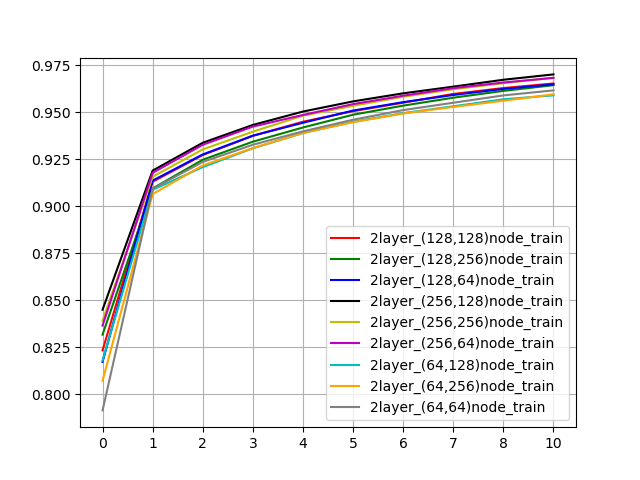 0.975
0.950
0.925
0.900
0.875
0.850
0.825
0.800
2layer_(128,128)node_train
2layer_(128,256)node_train
2layer_(128,64)node_train
2layer_(256,128)node_train
2layer_(256,256)node_train
2layer_(256,64)node_train
2layer_(64,128)node_train
2layer_(64,256)node_train
2layer_(64,64)node_train
0 1 2 3 4 5 6 7 8 10